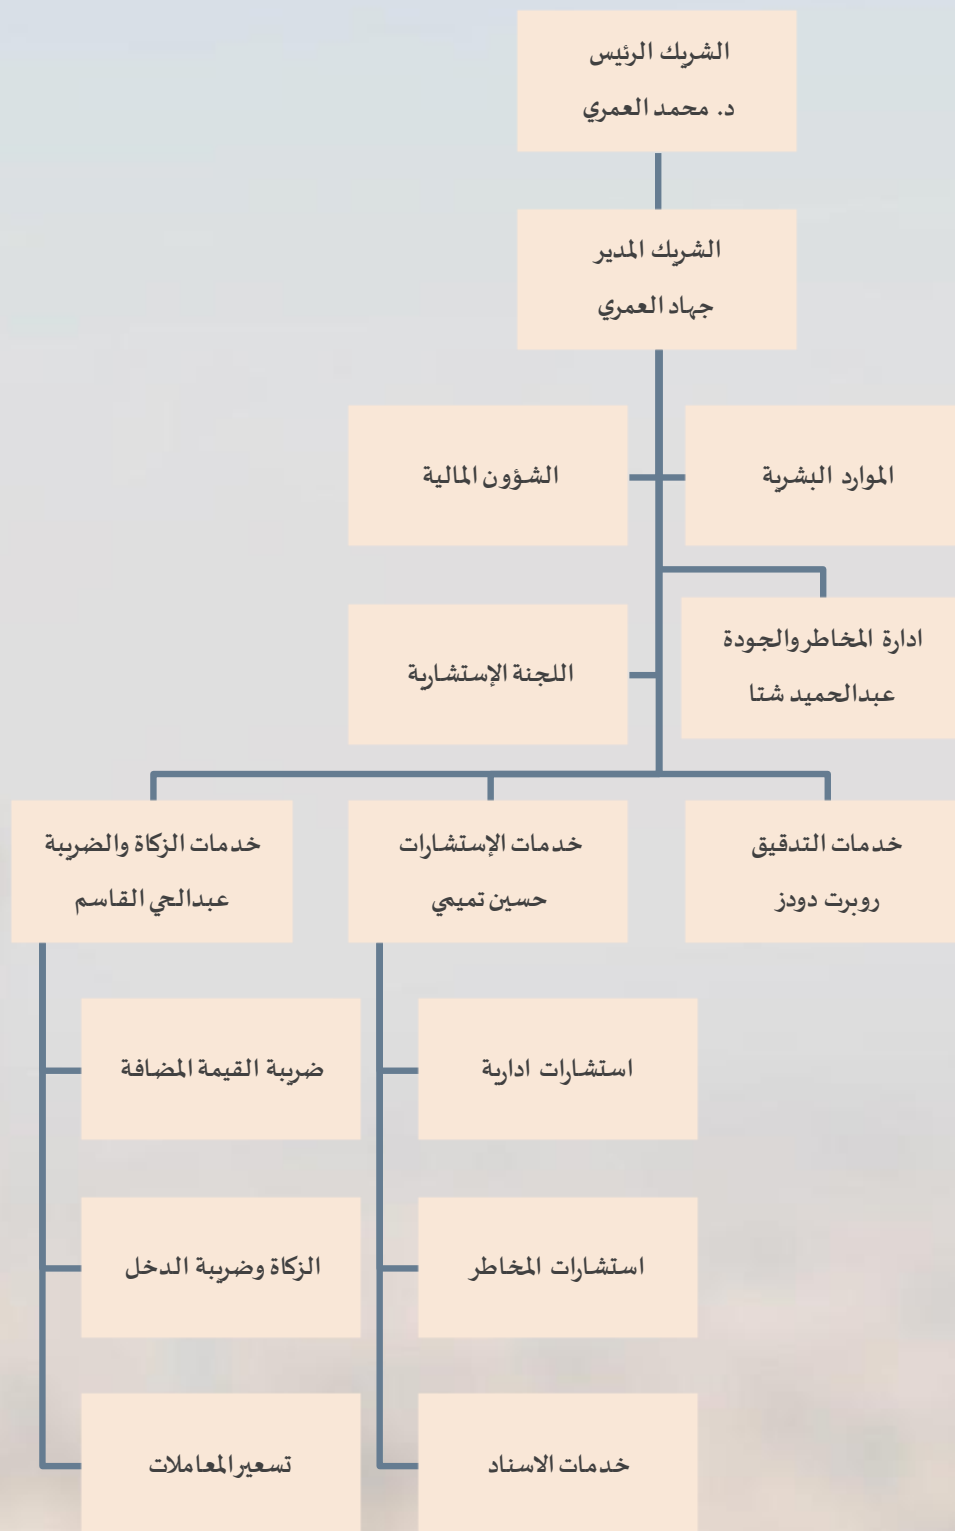 الشريك الرئيس
د. محمد العمري
الشريك المدير
جهاد العمري
الموارد البشرية
الشؤون المالية
ادارة المخاطر والجودة
عبدالحميد شتا
اللجنة الإستشارية
خدمات التدقيق
روبرت دودز
خدمات الإستشارات
حسين تميمي
خدمات الزكاة والضريبة
عبدالحي القاسم
استشارات ادارية
ضريبة القيمة المضافة
استشارات المخاطر
الزكاة وضريبة الدخل
خدمات الاسناد
تسعير المعاملات